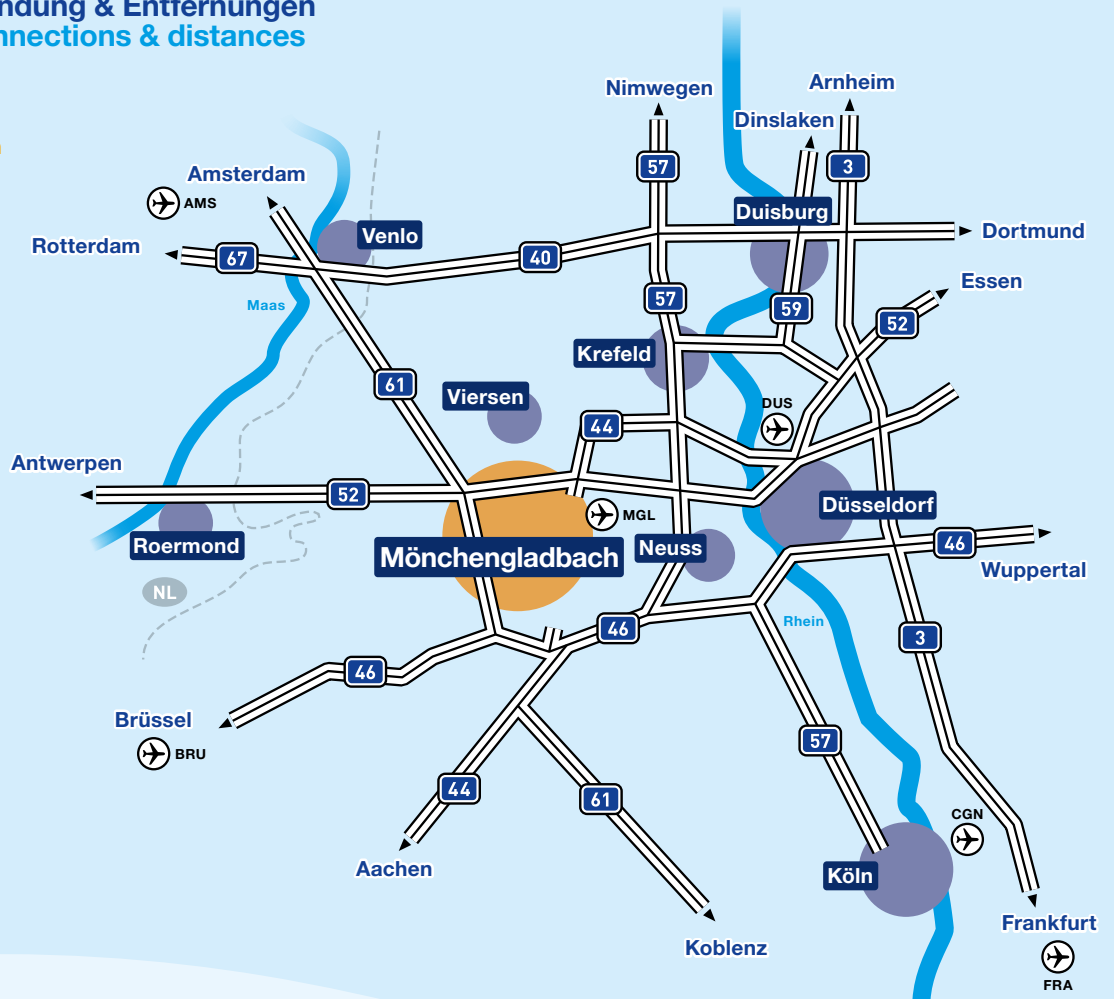 ndung & Entfernungen
nnections & distances
Nimwegen
Arnheim
Dinslaken
57
3
Amsterdam
AMS
Duisburg
Venlo
Rotterdam
67
40
Dortmund
Essen
Maas
57
59
52
Krefeld
61
Viersen
DUS
44
Antwerpen
52
Düsseldorf
MGL
Roermond
Mönchengladbach
Neuss
46
Wuppertal
NL
Rhein
46
3
46
Brüssel
BRU
57
44
61
CGN
Aachen
Köln
Frankfurt
Koblenz
FRA